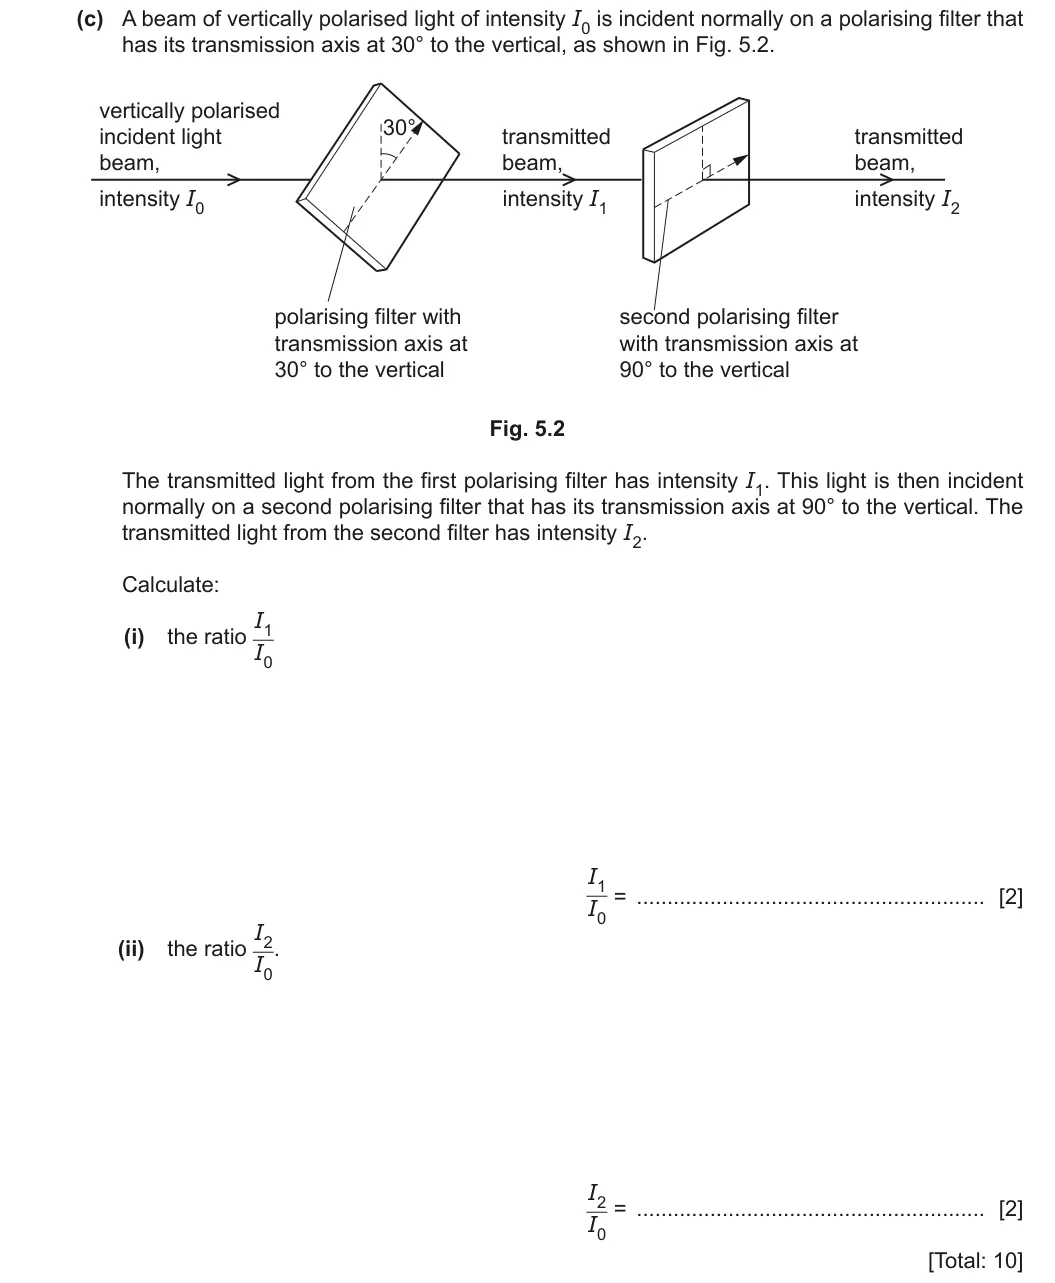 (c) A beam of vertically polarised light of intensity I₀ is incident normally on a polarising filter that
has its transmission axis at 30° to the vertical, as shown in Fig. 5.2.
vertically polarised
incident light
beam,
intensity I₀
30°
transmitted
beam,
intensity I₁
transmitted
beam,
intensity I₂
polarising filter with
transmission axis at
30° to the vertical
second polarising filter
with transmission axis at
90° to the vertical
Fig. 5.2
The transmitted light from the first polarising filter has intensity I₁. This light is then incident
normally on a second polarising filter that has its transmission axis at 90° to the vertical. The
transmitted light from the second filter has intensity I₂.
Calculate:
(i) the ratio I₁/I₀
I₁/I₀ = ......................................................... [2]
(ii) the ratio I₂/I₀.
I₂/I₀ = ......................................................... [2]
[Total: 10]